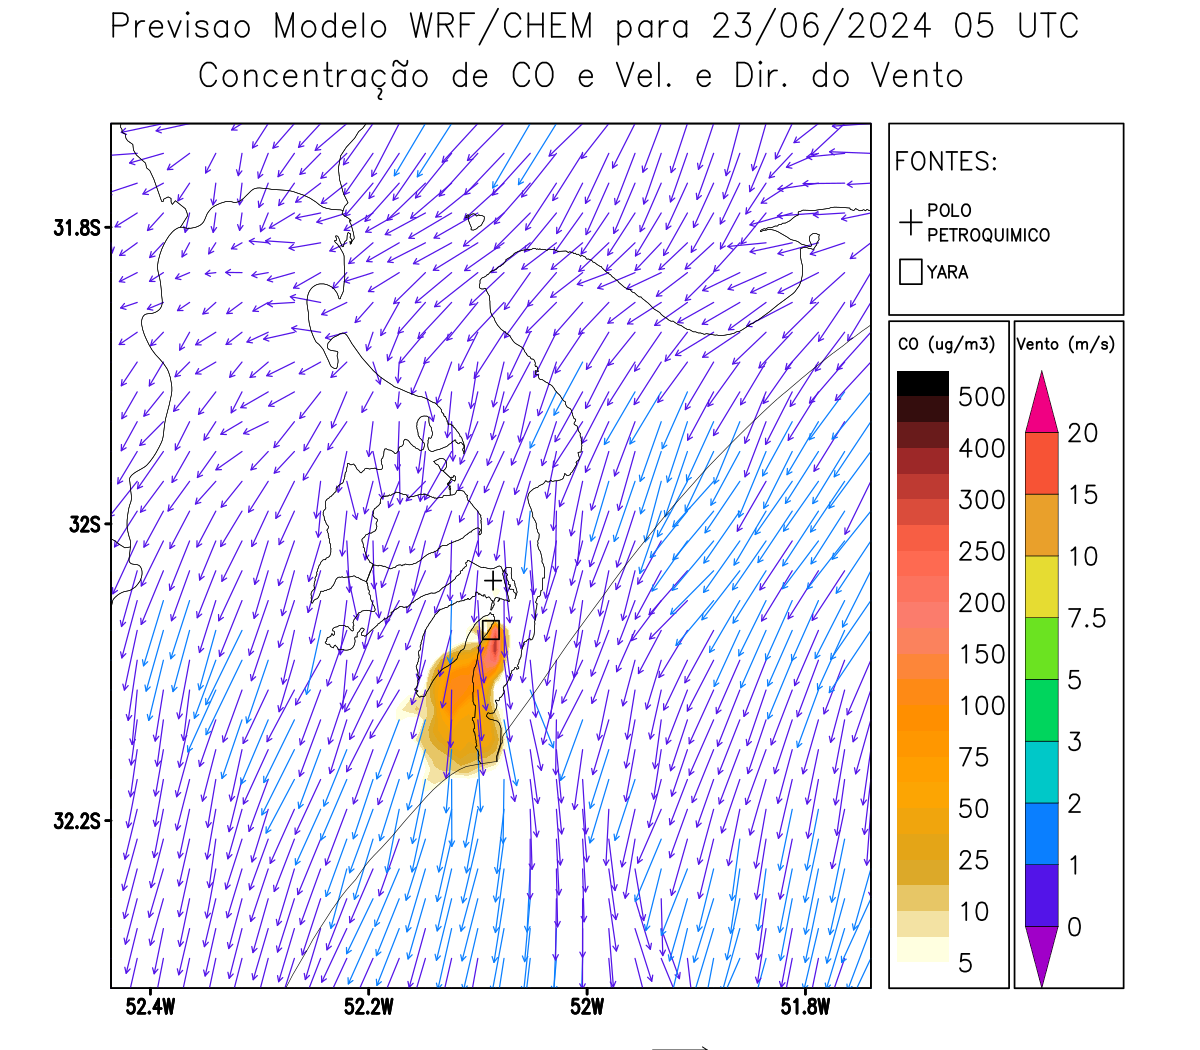 Previsao Modelo WRF/CHEM para 23/06/2024 05 UTC
Concentração de CO e Vel. e Dir. do Vento
FONTES:
POLO
PETROQUIMICO
YARA
31.8S
32S
32.2S
52.4W
52.2W
52W
51.8W
CO (ug/m3)
500
400
300
250
200
150
100
75
50
25
10
5
Vento (m/s)
20
15
10
7.5
5
3
2
1
0